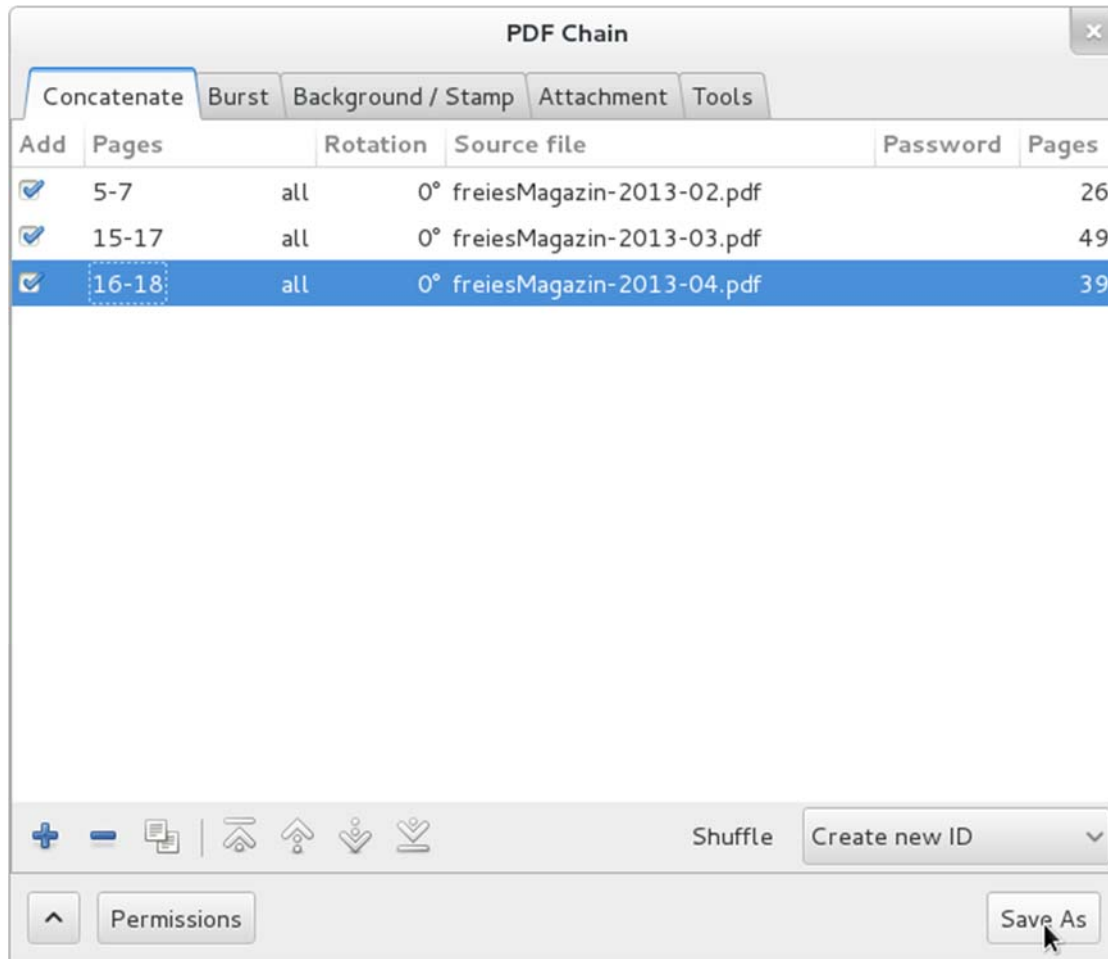 PDF Chain
Concatenate Burst Background / Stamp Attachment Tools
Add Pages Rotation Source file Password Pages
5-7 all 0° freiesMagazin-2013-02.pdf 26
15-17 all 0° freiesMagazin-2013-03.pdf 49
16-18 all 0° freiesMagazin-2013-04.pdf 39
Shuffle Create new ID
Permissions Save As